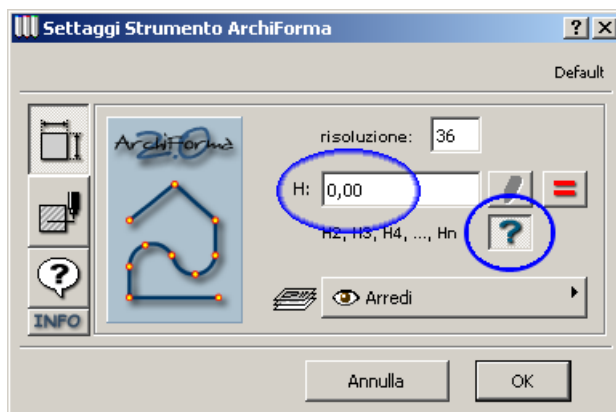 Settaggi Strumento ArchiForma
Default
ArchiForma
2.0
risoluzione: 36
H: 0,00
H2, H3, H4, ..., Hn
Arredi
INFO
Annulla
OK